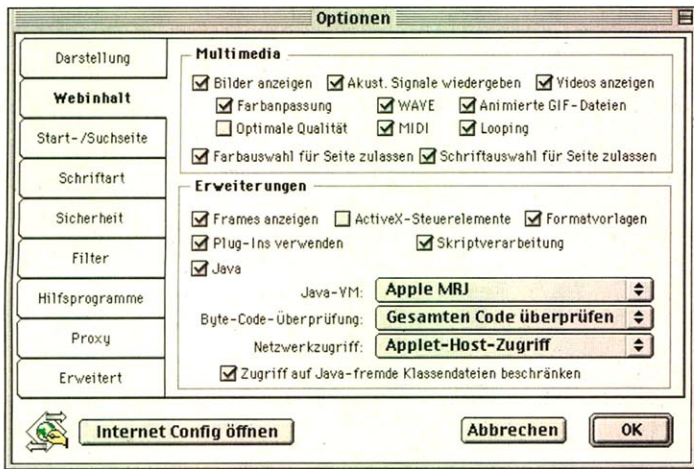 Optionen
Darstellung
Webinhalt
Start-/Suchseite
Schriftart
Sicherheit
Filter
Hilfsprogramme
Proxy
Erweitert
Multimedia
Bilder anzeigen Akust. Signale wiedergeben Videos anzeigen
Farbanpassung WAVE Animierte GIF-Dateien
Optimale Qualität MIDI Looping
Farbauswahl für Seite zulassen Schriftauswahl für Seite zulassen
Erweiterungen
Frames anzeigen ActiveX-Steuerelemente Formatvorlagen
Plug-Ins verwenden Skriptverarbeitung
Java
Java-VM: Apple MRJ
Byte-Code-Überprüfung: Gesamten Code überprüfen
Netzwerkzugriff: Applet-Host-Zugriff
Zugriff auf Java-fremde Klassendateien beschränken
Internet Config öffnen Abbrechen OK